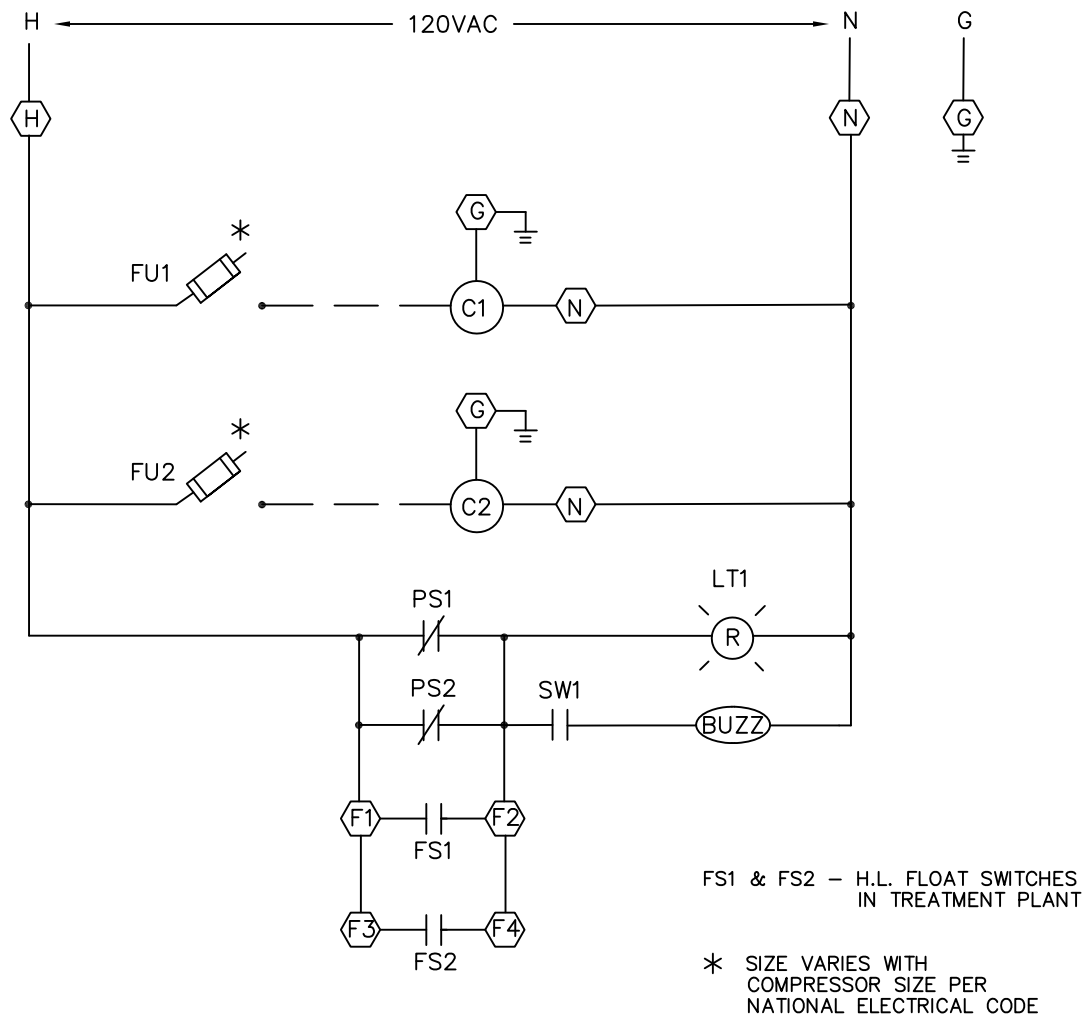 H 120VAC N G
H N G
G
*
FU1
C1 N
G
*
FU2
C2 N
LT1
PS1
R
PS2 SW1
BUZZ
F1 F2
FS1
FS1 & FS2 – H.L. FLOAT SWITCHES
IN TREATMENT PLANT
F3 F4
FS2
* SIZE VARIES WITH
COMPRESSOR SIZE PER
NATIONAL ELECTRICAL CODE